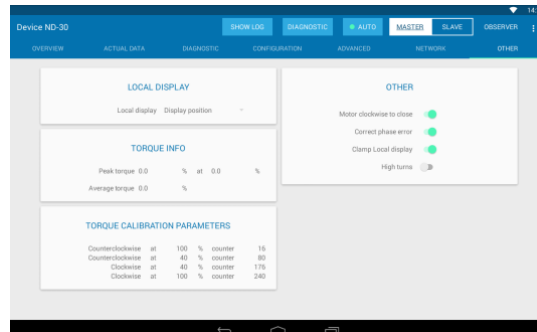 14:
Device ND-30
SHOW LOG
DIAGNOSTIC
AUTO
MASTER
SLAVE
OBSERVER
OVERVIEW
ACTUAL DATA
DIAGNOSTIC
CONFIGURATION
ADVANCED
NETWORK
OTHER
LOCAL DISPLAY
Local display Display position
TORQUE INFO
Peak torque 0.0 % at 0.0 %
Average torque 0.0 %
TORQUE CALIBRATION PARAMETERS
Counterclockwise at 100 % counter 16
Counterclockwise at 40 % counter 80
Clockwise at 40 % counter 176
Clockwise at 100 % counter 240
OTHER
Motor clockwise to close
Correct phase error
Clamp Local display
High turns